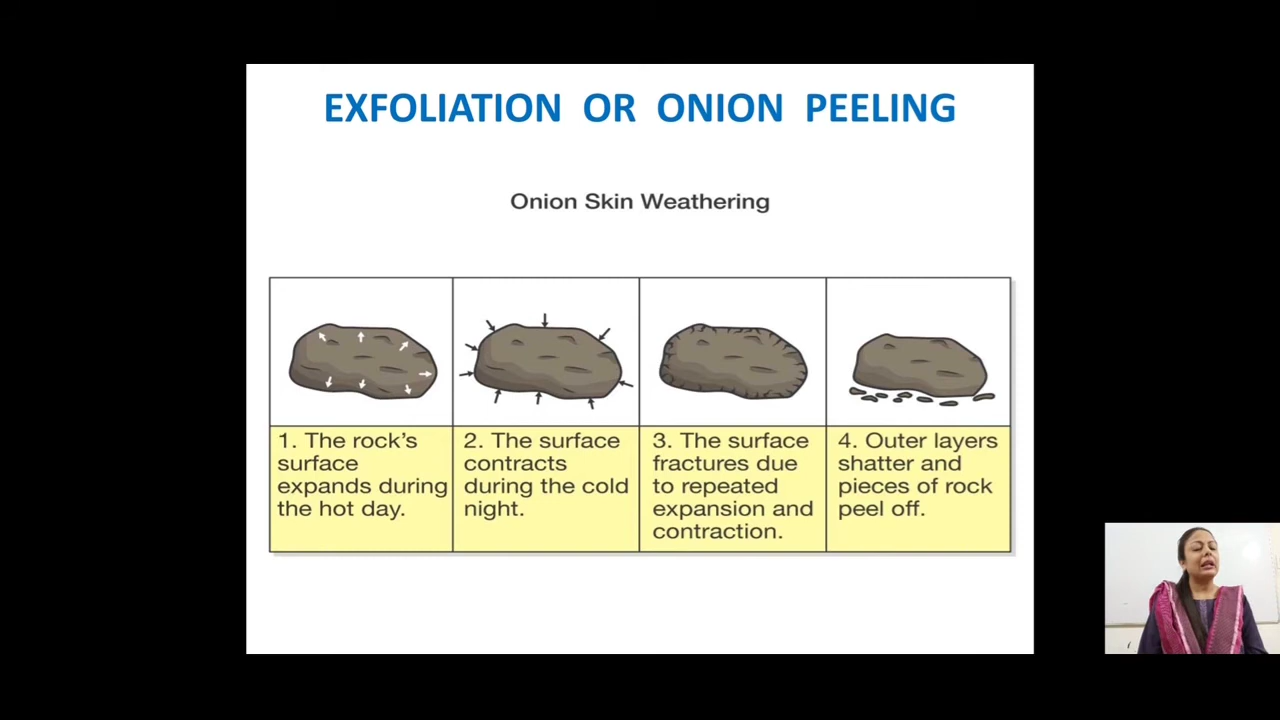 EXFOLIATION OR ONION PEELING
Onion Skin Weathering
1. The rock's
surface
expands during
the hot day.
2. The surface
contracts
during the cold
night.
3. The surface
fractures due
to repeated
expansion and
contraction.
4. Outer layers
shatter and
pieces of rock
peel off.